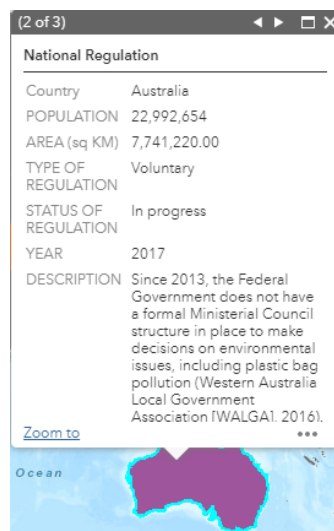 (2 of 3)
National Regulation
Country Australia
POPULATION 22,992,654
AREA (sq KM) 7,741,220.00
TYPE OF REGULATION Voluntary
STATUS OF REGULATION In progress
YEAR 2017
DESCRIPTION Since 2013, the Federal
Government does not have
a formal Ministerial Council
structure in place to make
decisions on environmental
issues, including plastic bag
pollution (Western Australia
Local Government
Association [WALGA], 2016).
Zoom to
Ocean